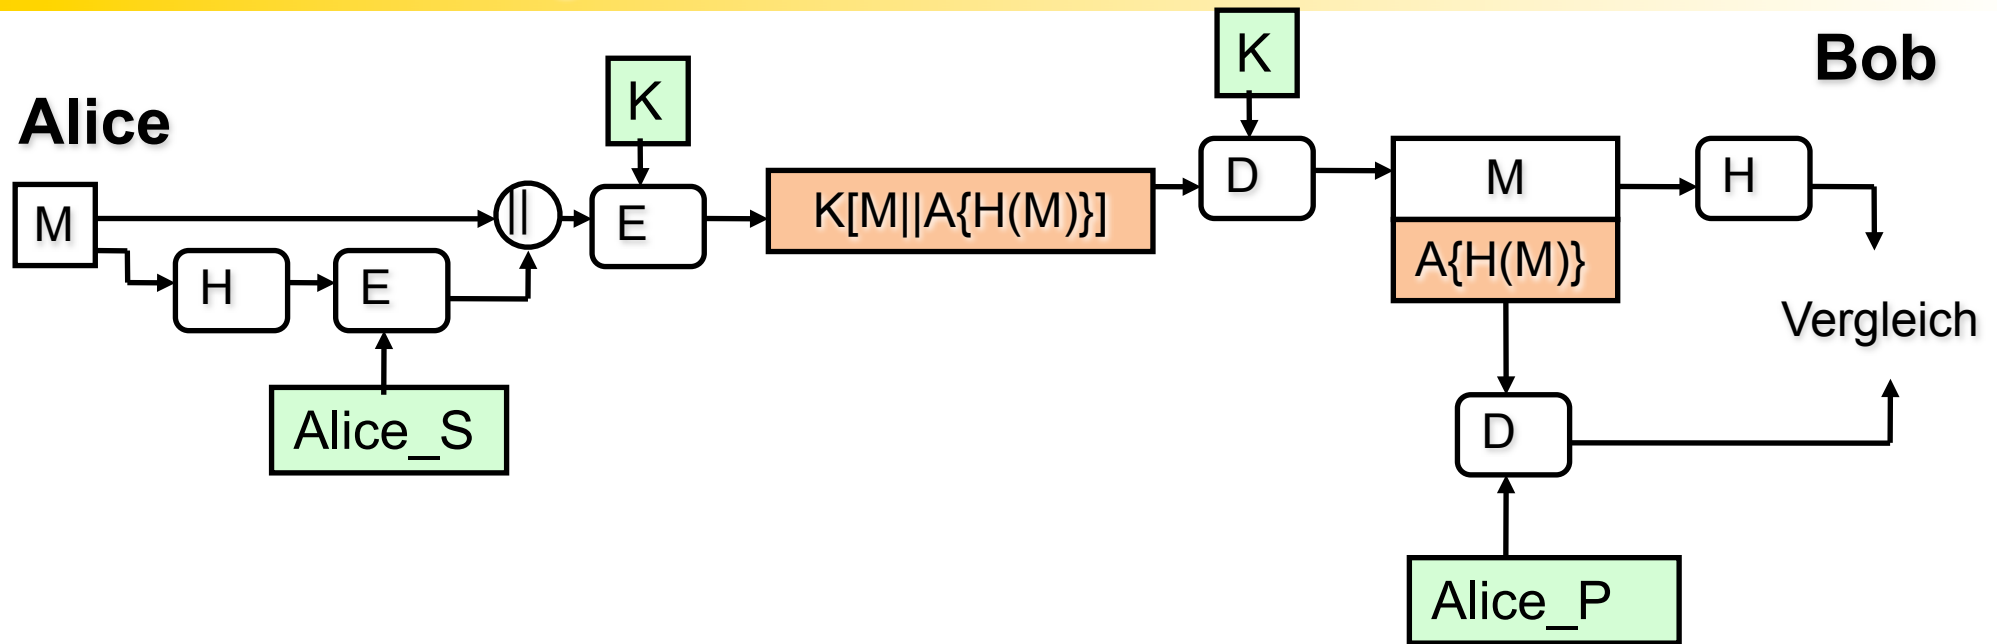 Alice
M
H
E
Alice_S
||
K
E
K[M||A{H(M)}]
K
D
M
A{H(M)}
D
Alice_P
H
Vergleich
Bob